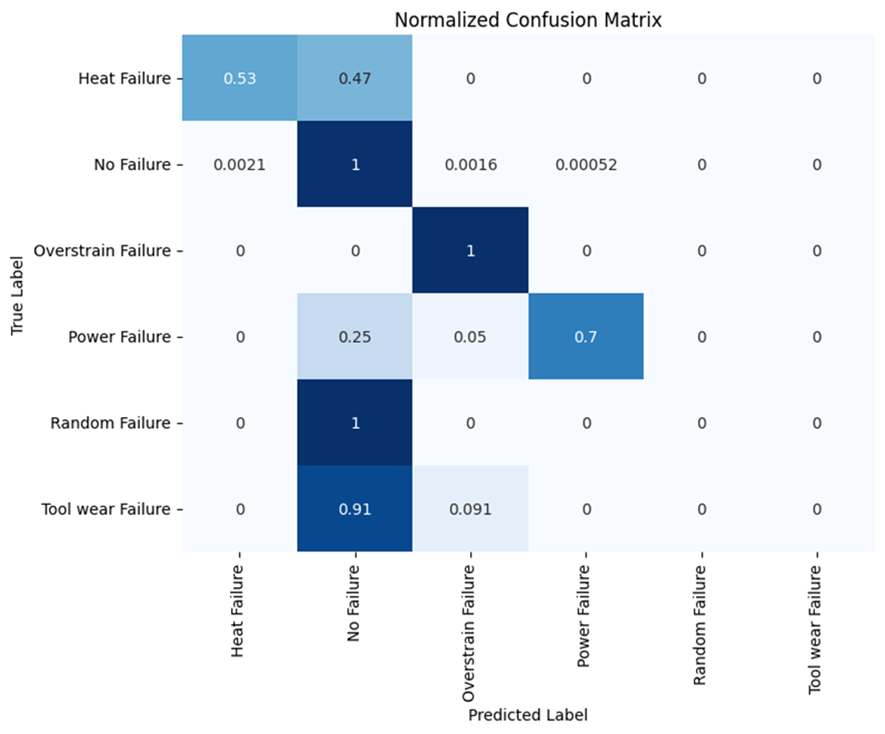 Normalized Confusion Matrix
True Label
Heat Failure 0.53 0.47 0 0 0 0
No Failure 0.0021 1 0.0016 0.00052 0 0
Overstrain Failure 0 0 1 0 0 0
Power Failure 0 0.25 0.05 0.7 0 0
Random Failure 0 1 0 0 0 0
Tool wear Failure 0 0.91 0.091 0 0 0
Heat Failure
No Failure
Overstrain Failure
Power Failure
Random Failure
Tool wear Failure
Predicted Label